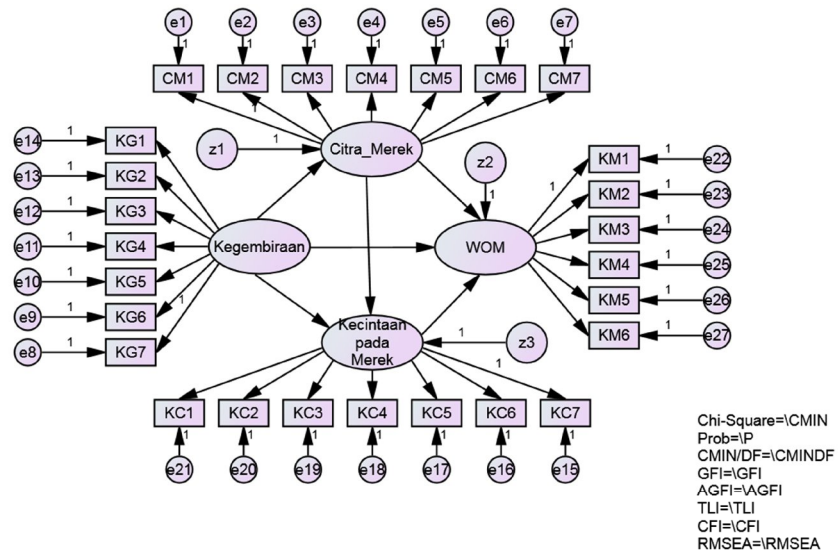 e1 e2 e3 e4 e5 e6 e7
1 1 1 1 1 1 1
CM1 CM2 CM3 CM4 CM5 CM6 CM7
1
e14 1 KG1
e13 1 KG2
e12 1 KG3
e11 1 KG4
e10 1 KG5
e9 1 KG6
e8 1 KG7
1
z1 1 Citra_Merek
z2
1
Kegembiraan
WOM
Kecintaan
pada
Merek
1 z3
1 KM1 1 e22
KM2 1 e23
KM3 1 e24
KM4 1 e25
KM5 1 e26
KM6 1 e27
1
KC1 KC2 KC3 KC4 KC5 KC6 KC7
1 1 1 1 1 1 1
e21 e20 e19 e18 e17 e16 e15
Chi-Square=\CMIN
Prob=\P
CMIN/DF=\CMINDF
GFI=\GFI
AGFI=\AGFI
TLI=\TLI
CFI=\CFI
RMSEA=\RMSEA